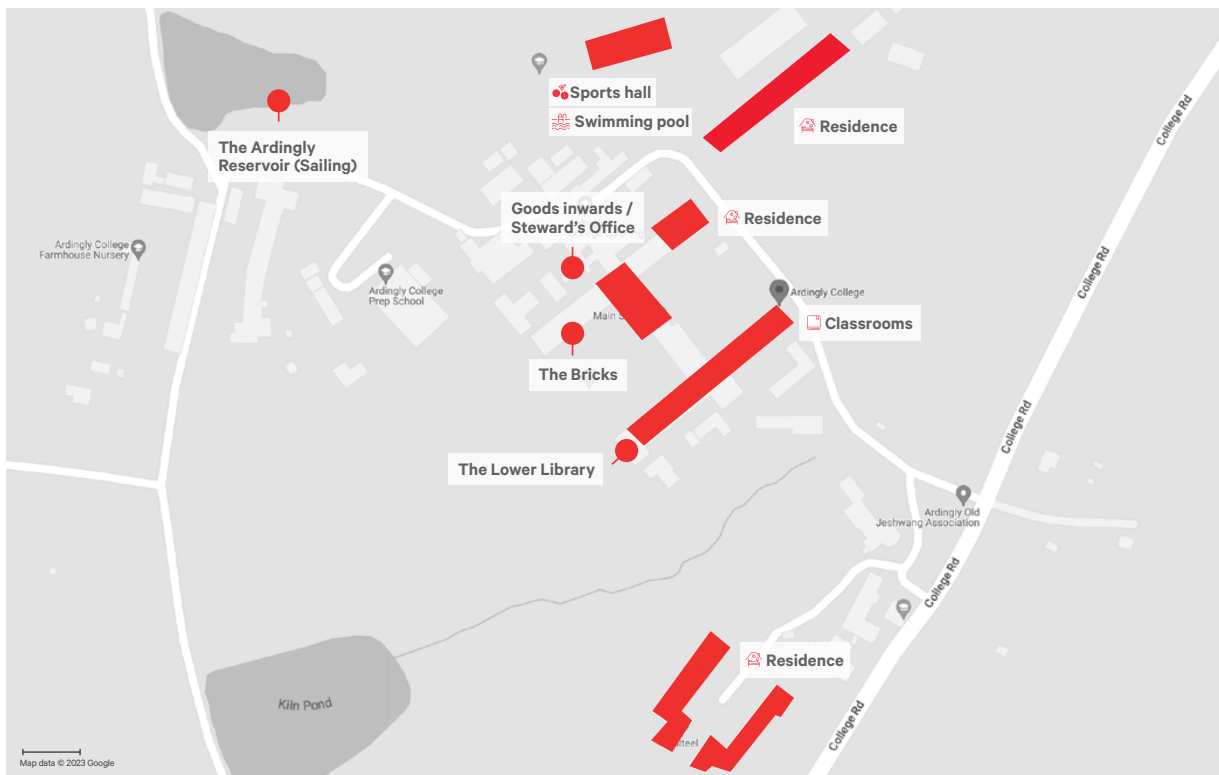 Sports hall
Swimming pool
Residence
The Ardingly
Reservoir (Sailing)
Goods inwards /
Steward's Office
Residence
Ardingly College
Farmhouse Nursery
Ardingly College
Prep School
Ardingly College
Main
Classrooms
The Bricks
The Lower Library
Ardingly Old
Jeshwang Association
College Rd
College Rd
College Rd
College Rd
College Rd
Residence
Kiln Pond
Map data © 2023 Google